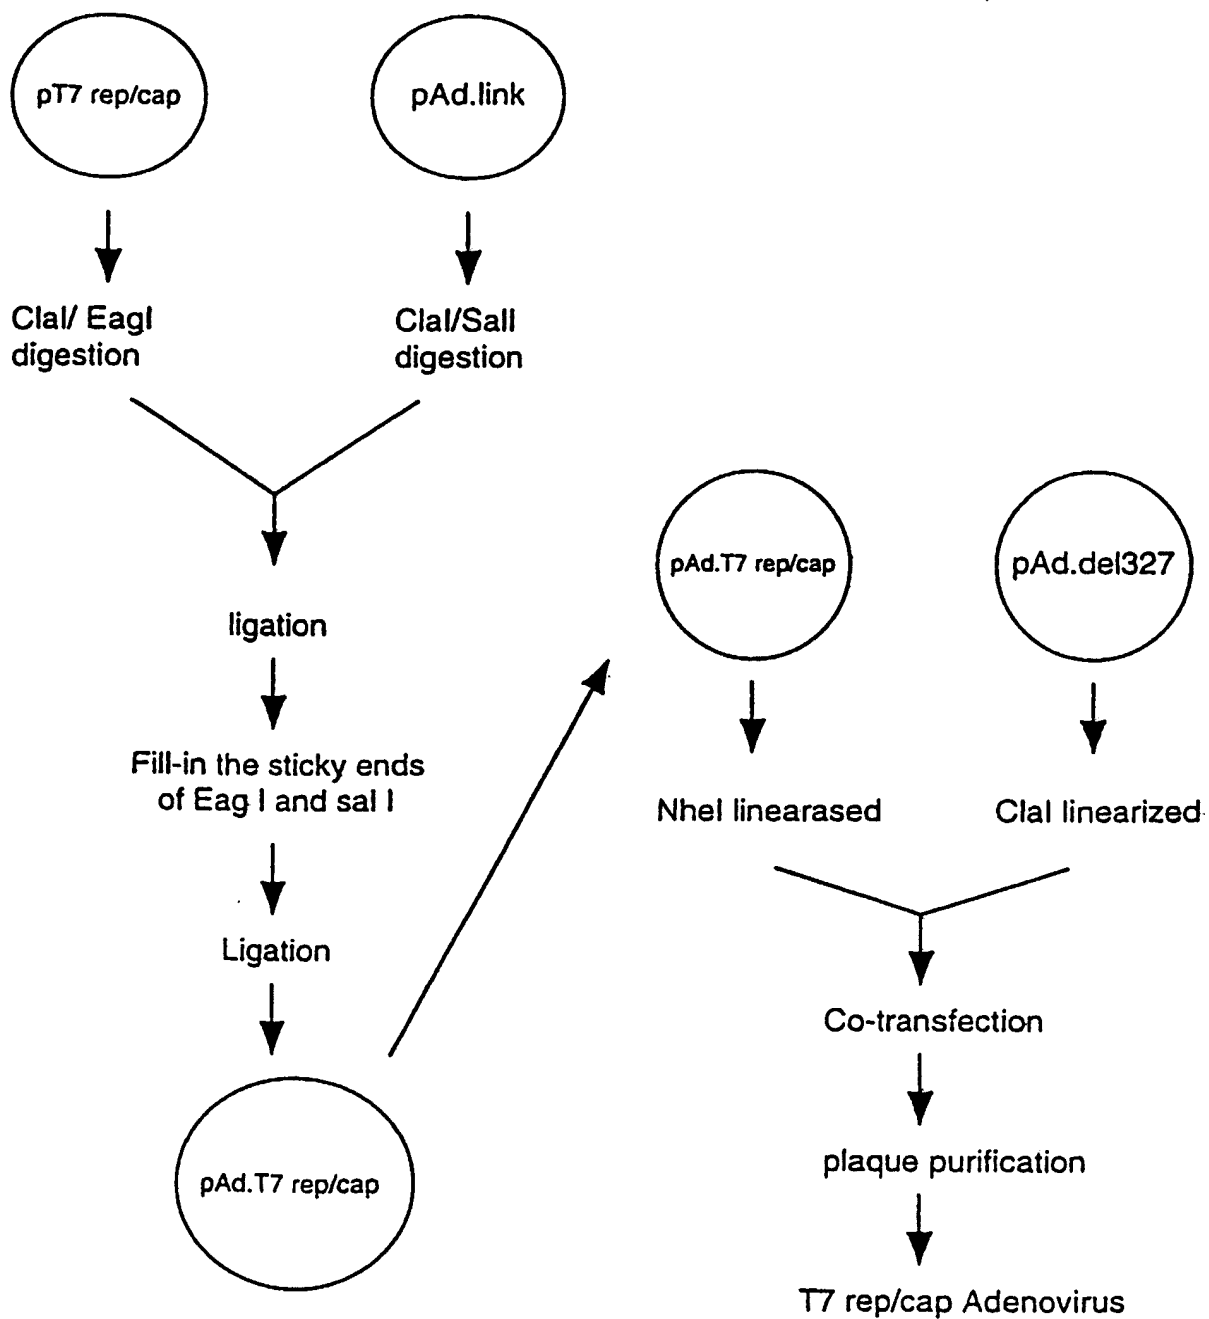 pT7 rep/cap
pAd.link
ClaI/ EagI
digestion
ClaI/SalI
digestion
ligation
Fill-in the sticky ends
of Eag I and sal I
Ligation
pAd.T7 rep/cap
pAd.T7 rep/cap
pAd.del327
NheI linearased
ClaI linearized
Co-transfection
plaque purification
T7 rep/cap Adenovirus